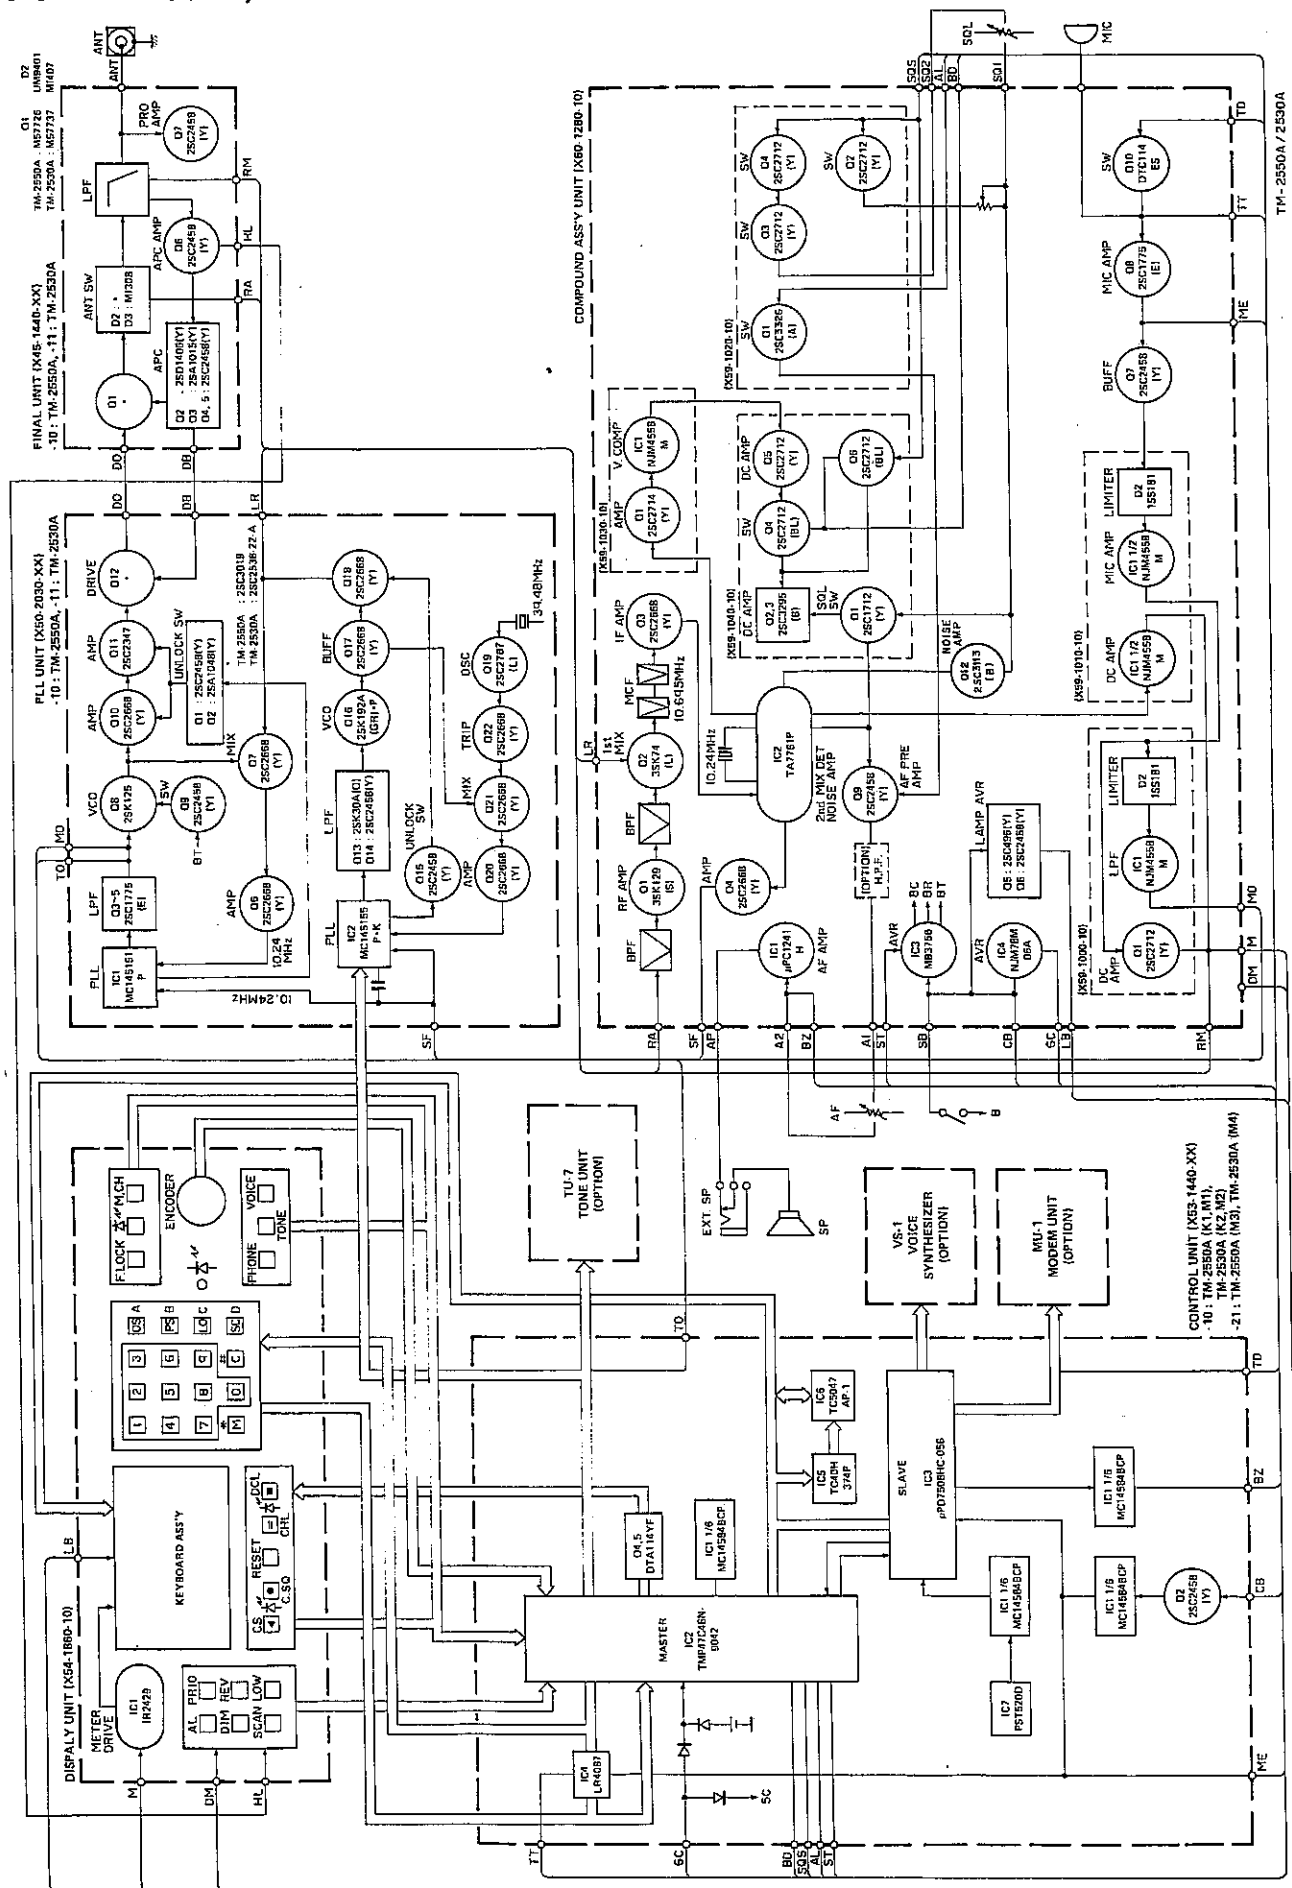 ANT
ANT
D2
UM9401
MI407
Q1
TM-2550A : M57726
TM-2530A : M57737
FINAL UNIT (X45-1440-XX)
-10 : TM-2550A, -11 : TM-2530A
PRO AMP
Q7
2SC2458
(Y)
LPF
APC AMP
Q6
2SC2458
(Y)
ANT SW
D2 : *
D3 : MI308
Q1
*
APC
Q2 : 2SD1406(Y)
Q3 : 2SA1015(Y)
Q4, 5 : 2SC2458(Y)
RM
HL
RA
DO
DB
PLL UNIT (X50-2030-XX)
-10 : TM-2550A, -11 : TM-2530A
DO
DB
LR
DRIVE
Q12
*
TM-2550A : 2SC3019
TM-2530A : 2SC2538-22-A
AMP
Q11
2SC2347
AMP
Q10
2SC2668
(Y)
UNLOCK SW
Q1 : 2SC2458(Y)
Q2 : 2SA1048(Y)
VCO
Q8
2SK125
SW
Q9
2SC2458
(Y)
BT
MIX
Q7
2SC2668
(Y)
TO
MO
LPF
Q3~5
2SC1775
(E)
AMP
Q6
2SC2668
(Y)
10.24
MHz
PLL
IC1
MC145151
P
10.24MHz
Q18
2SC2668
(Y)
BUFF
Q17
2SC2668
(Y)
VCO
Q16
2SK192A
(GR)•P
LPF
Q13 : 2SK30A(O)
Q14 : 2SC2458(Y)
PLL
IC2
MC145155
P-K
UNLOCK
SW
Q15
2SC2458
(Y)
39.48MHz
OSC
Q19
2SC2787
(L)
TRIP
Q22
2SC2668
(Y)
MIX
Q21
2SC2668
(Y)
AMP
Q20
2SC2668
(Y)
SF
COMPOUND ASS'Y UNIT (X60-1280-10)
SQL
MIC
SQS
SQ2
AL
BD
SQ1
TD
TT
ME
TM-2550A / 2530A
(X59-1020-10)
SW
Q4
2SC2712
(Y)
SW
Q2
2SC2712
(Y)
SW
Q3
2SC2712
(Y)
SW
Q1
2SC3326
(A)
(X59-1030-10)
V. COMP
IC1
NJM4558
M
AMP
Q1
2SC2714
(Y)
(X59-1040-10)
DC AMP
Q5
2SC2712
(Y)
Q6
2SC2712
(BL)
SW
Q4
2SC2712
(BL)
DC AMP
Q2,3
2SC3295
(B)
SQL
SW
Q1
2SC1712
(Y)
NOISE
AMP
Q12
2SC3113
(B)
IF AMP
Q3
2SC2668
(Y)
MCF
10.695MHz
LR
1st
MIX
Q2
3SK74
(L)
BPF
RF AMP
Q1
3SK129
(S)
BPF
10.24MHz
IC2
TA7761P
2nd MIX DET
NOISE AMP
AMP
Q4
2SC2668
(Y)
Q9
2SC2458
(Y)
AF PRE
AMP
(OPTION)
H.P.F.
IC1
μPC1241
H
AF AMP
AVR
IC3
MB3756
BC
BR
BT
LAMP AVR
Q5 : 2SC496(Y)
Q6 : 2SC2458(Y)
AVR
IC4
NJM78M
06A
SW
Q10
DTC114
ES
MIC AMP
Q8
2SC1775
(E)
BUFF
Q7
2SC2458
(Y)
LIMITER
D2
1SS181
MIC AMP
IC1 1/2
NJM4558
M
DC AMP
IC1 1/2
NJM4558
M
(X59-1010-10)
LIMITER
D2
1SS181
LPF
IC1
NJM4558
M
DC
AMP
Q1
2SC2712
(Y)
(X59-1000-10)
MO
M
DM
RA
SF
AP
A2
BZ
A1
ST
SB
CB
6C
LB
RM
AF
B
EXT. SP
SP
TU-7
TONE UNIT
(OPTION)
VS-1
VOICE
SYNTHESIZER
(OPTION)
MU-1
MODEM UNIT
(OPTION)
CONTROL UNIT (X53-1440-XX)
-10 : TM-2550A (K1,M1),
TM-2530A (K2,M2)
-21 : TM-2550A (M3), TM-2530A (M4)
DISPALY UNIT (X54-1860-10)
F.LOCK
M.CH
ENCODER
PHONE
VOICE
TONE
1
2
3
OS A
4
5
6
PS B
7
8
9
LO C
* M
0
# C
SC D
KEYBOARD ASS'Y
LB
CS
C.SQ
RESET
CRL
DCL
METER
DRIVE
IC1
IR2429
AL
PRIO
DIM
REV
SCAN
LOW
M
DM
HL
TO
MASTER
IC2
TMP47C46N-
9042
Q4,5
DTA114YF
IC1 1/6
MC14584BCP
IC5
TC40H
374P
IC6
TC5047
AP-1
SLAVE
IC3
μPD7508HC-056
IC1 1/6
MC14584BCP
IC1 1/6
MC14584BCP
IC1 1/6
MC14584BCP
Q2
2SC2458
(Y)
IC7
PST520D
IC4
LR4087
5C
TT
6C
BD
SQS
AL
ST
TD
BZ
CB
ME